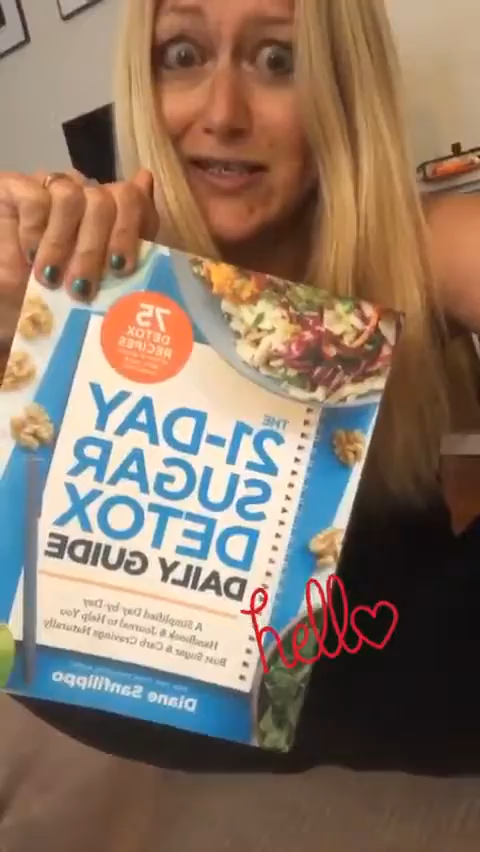 75
DETOX
RECIPES
THE
21-DAY
SUGAR
DETOX
DAILY GUIDE
A Simplified Day-by-Day
Handbook & Journal to Help You
Bust Sugar & Carb Cravings Naturally
Diane Sanfilippo
hello